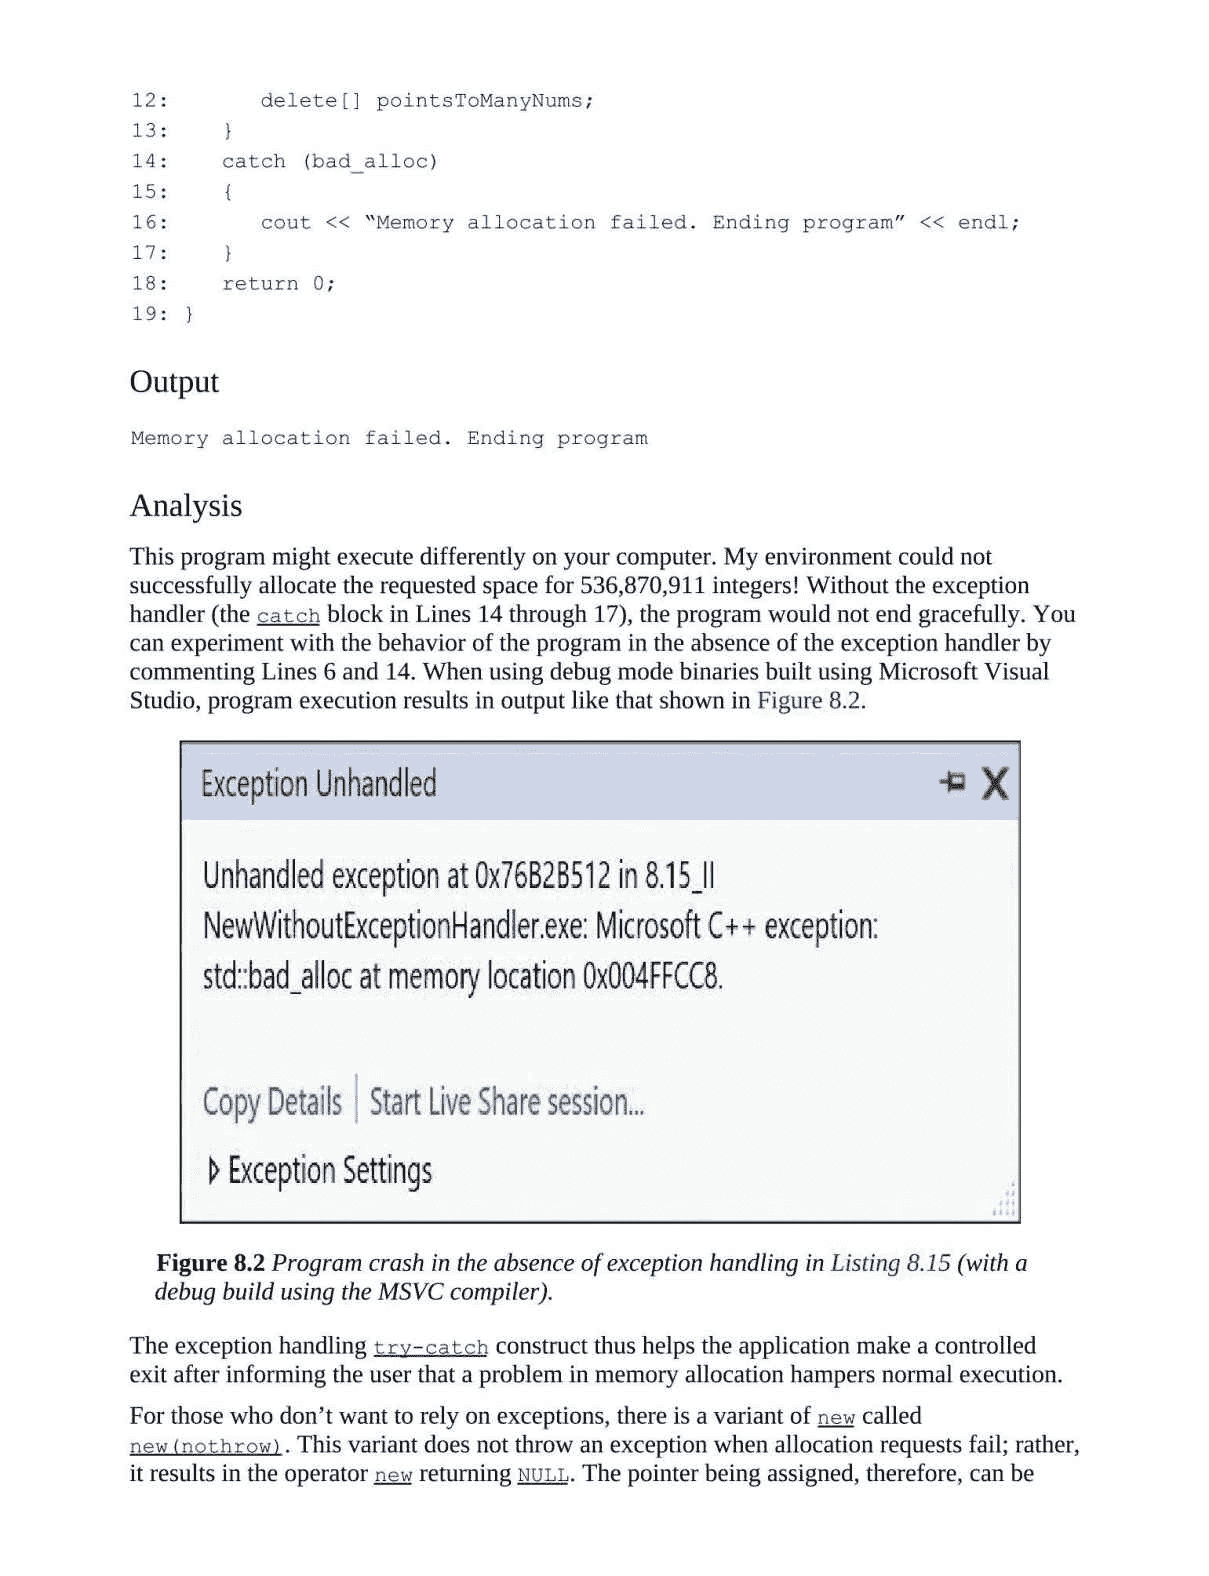 12:      delete[] pointsToManyNums;
13:   }
14:   catch (bad_alloc)
15:   {
16:      cout << “Memory allocation failed. Ending program” << endl;
17:   }
18:   return 0;
19: }
Output
Memory allocation failed. Ending program
Analysis
This program might execute differently on your computer. My environment could not
successfully allocate the requested space for 536,870,911 integers! Without the exception
handler (the catch block in Lines 14 through 17), the program would not end gracefully. You
can experiment with the behavior of the program in the absence of the exception handler by
commenting Lines 6 and 14. When using debug mode binaries built using Microsoft Visual
Studio, program execution results in output like that shown in Figure 8.2.
Exception Unhandled
Unhandled exception at 0x76B2B512 in 8.15_ll
NewWithoutExceptionHandler.exe: Microsoft C++ exception:
std::bad_alloc at memory location 0x004FFCC8.
Copy Details | Start Live Share session...
Exception Settings
Figure 8.2 Program crash in the absence of exception handling in Listing 8.15 (with a
debug build using the MSVC compiler).
The exception handling try-catch construct thus helps the application make a controlled
exit after informing the user that a problem in memory allocation hampers normal execution.
For those who don’t want to rely on exceptions, there is a variant of new called
new(nothrow). This variant does not throw an exception when allocation requests fail; rather,
it results in the operator new returning NULL. The pointer being assigned, therefore, can be